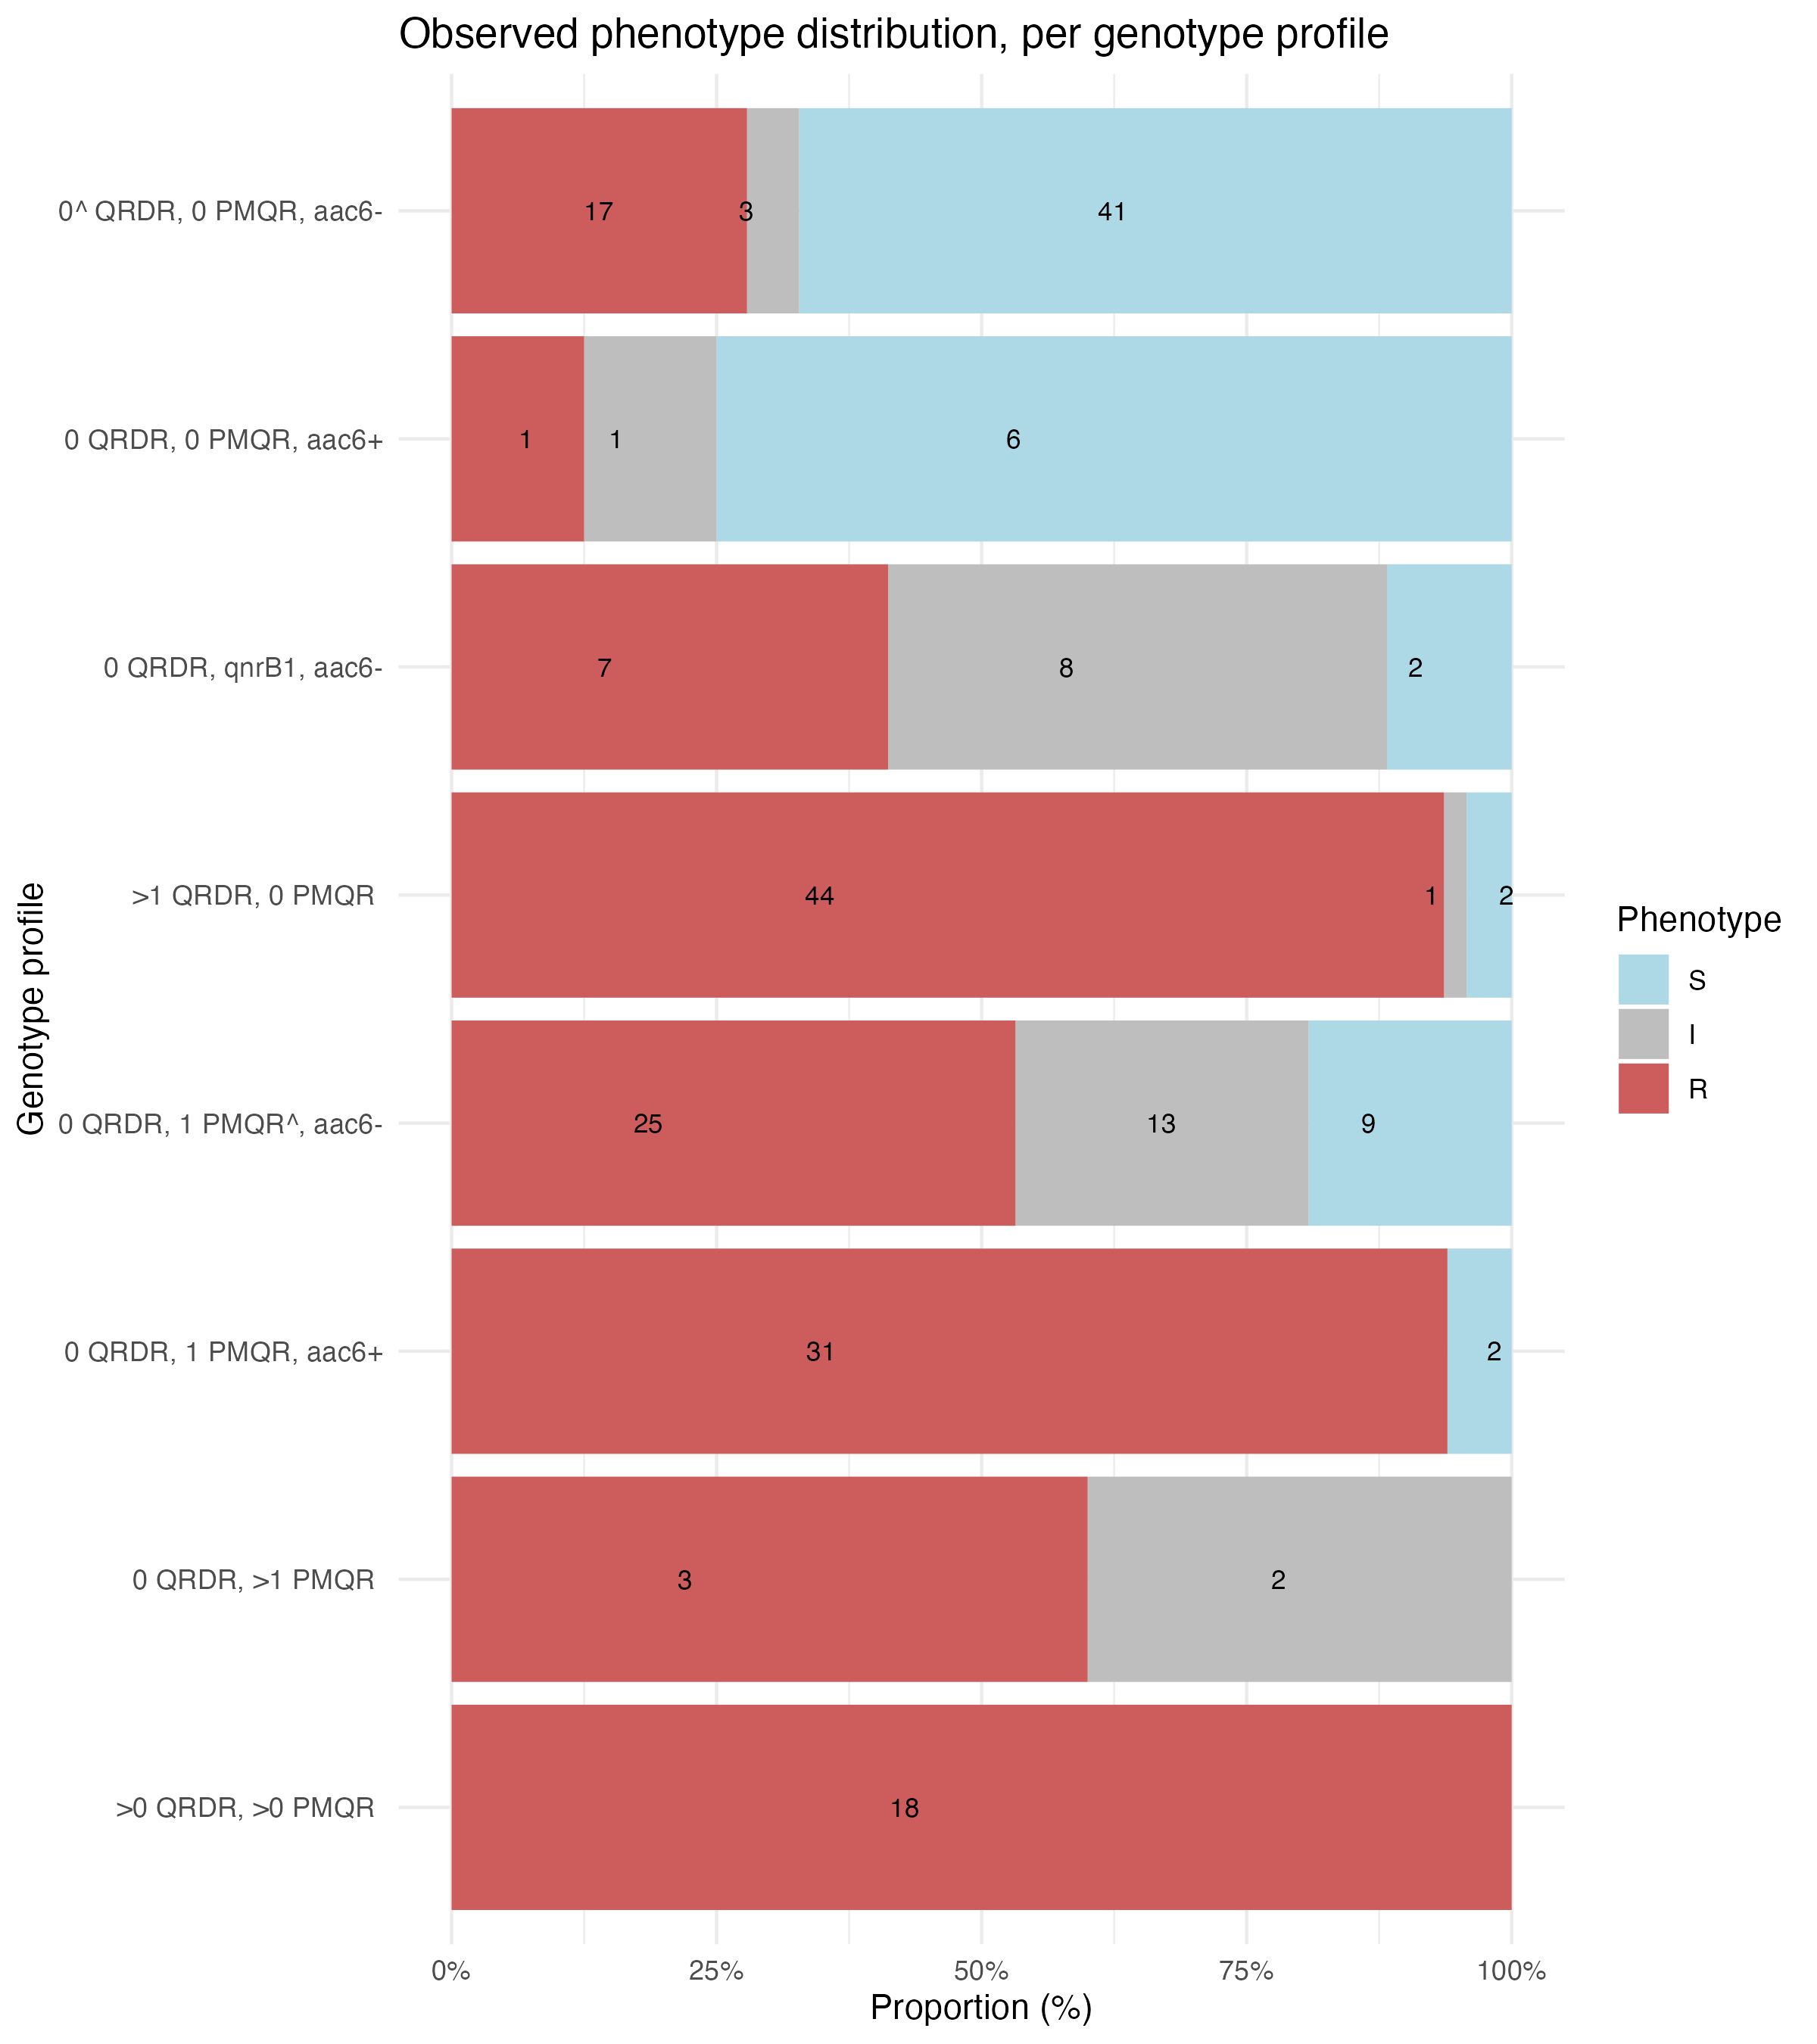 Observed phenotype distribution, per genotype profile
0^ QRDR, 0 PMQR, aac6-
17 3 41
0 QRDR, 0 PMQR, aac6+
1 1 6
0 QRDR, qnrB1, aac6-
7 8 2
>1 QRDR, 0 PMQR
44 1 2
0 QRDR, 1 PMQR^, aac6-
25 13 9
0 QRDR, 1 PMQR, aac6+
31 2
0 QRDR, >1 PMQR
3 2
>0 QRDR, >0 PMQR
18
0% 25% 50% 75% 100%
Proportion (%)
Genotype profile
Phenotype
S
I
R